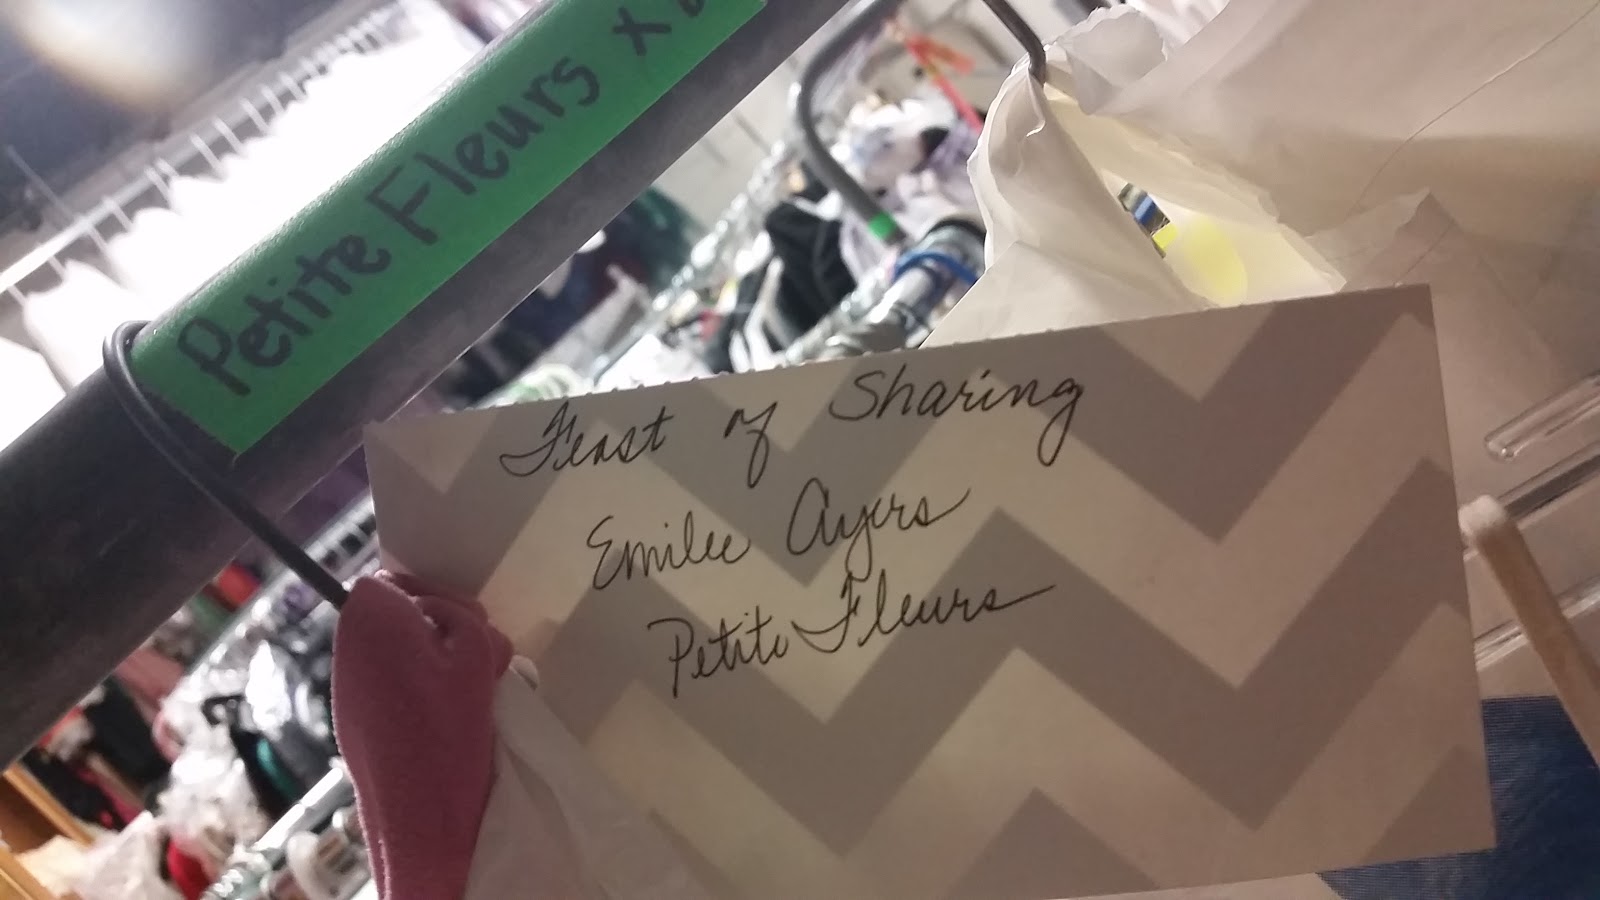 Petite Fleurs x
Feast of Sharing
Emilee Ayers
Petite Fleurs